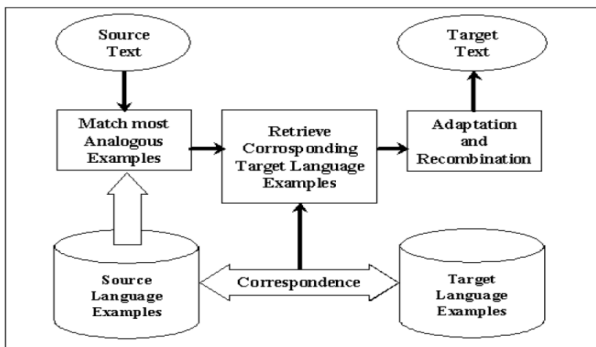 Source
Text
Target
Text
Match most
Analogous
Examples
Retrieve
Corrosponding
Target Language
Examples
Adaptation
and
Recombination
Source
Language
Examples
Correspondence
Target
Language
Examples